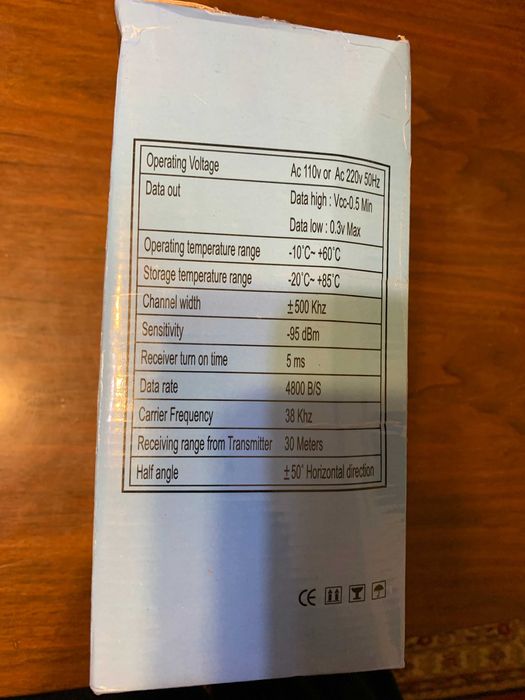 Operating Voltage Ac 110v or Ac 220v 50Hz
Data out Data high : Vcc-0.5 Min
Data low : 0.3v Max
Operating temperature range -10°C~ +60°C
Storage temperature range -20°C~ +85°C
Channel width ±500 Khz
Sensitivity -95 dBm
Receiver turn on time 5 ms
Data rate 4800 B/S
Carrier Frequency 38 Khz
Receiving range from Transmitter 30 Meters
Half angle ±50° Horizontal direction
CE